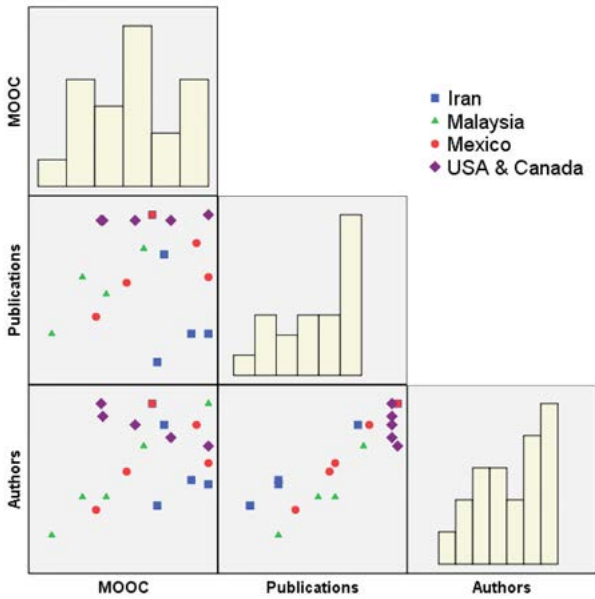 MOOC
Iran
Malaysia
Mexico
USA & Canada
Publications
Authors
MOOC
Publications
Authors